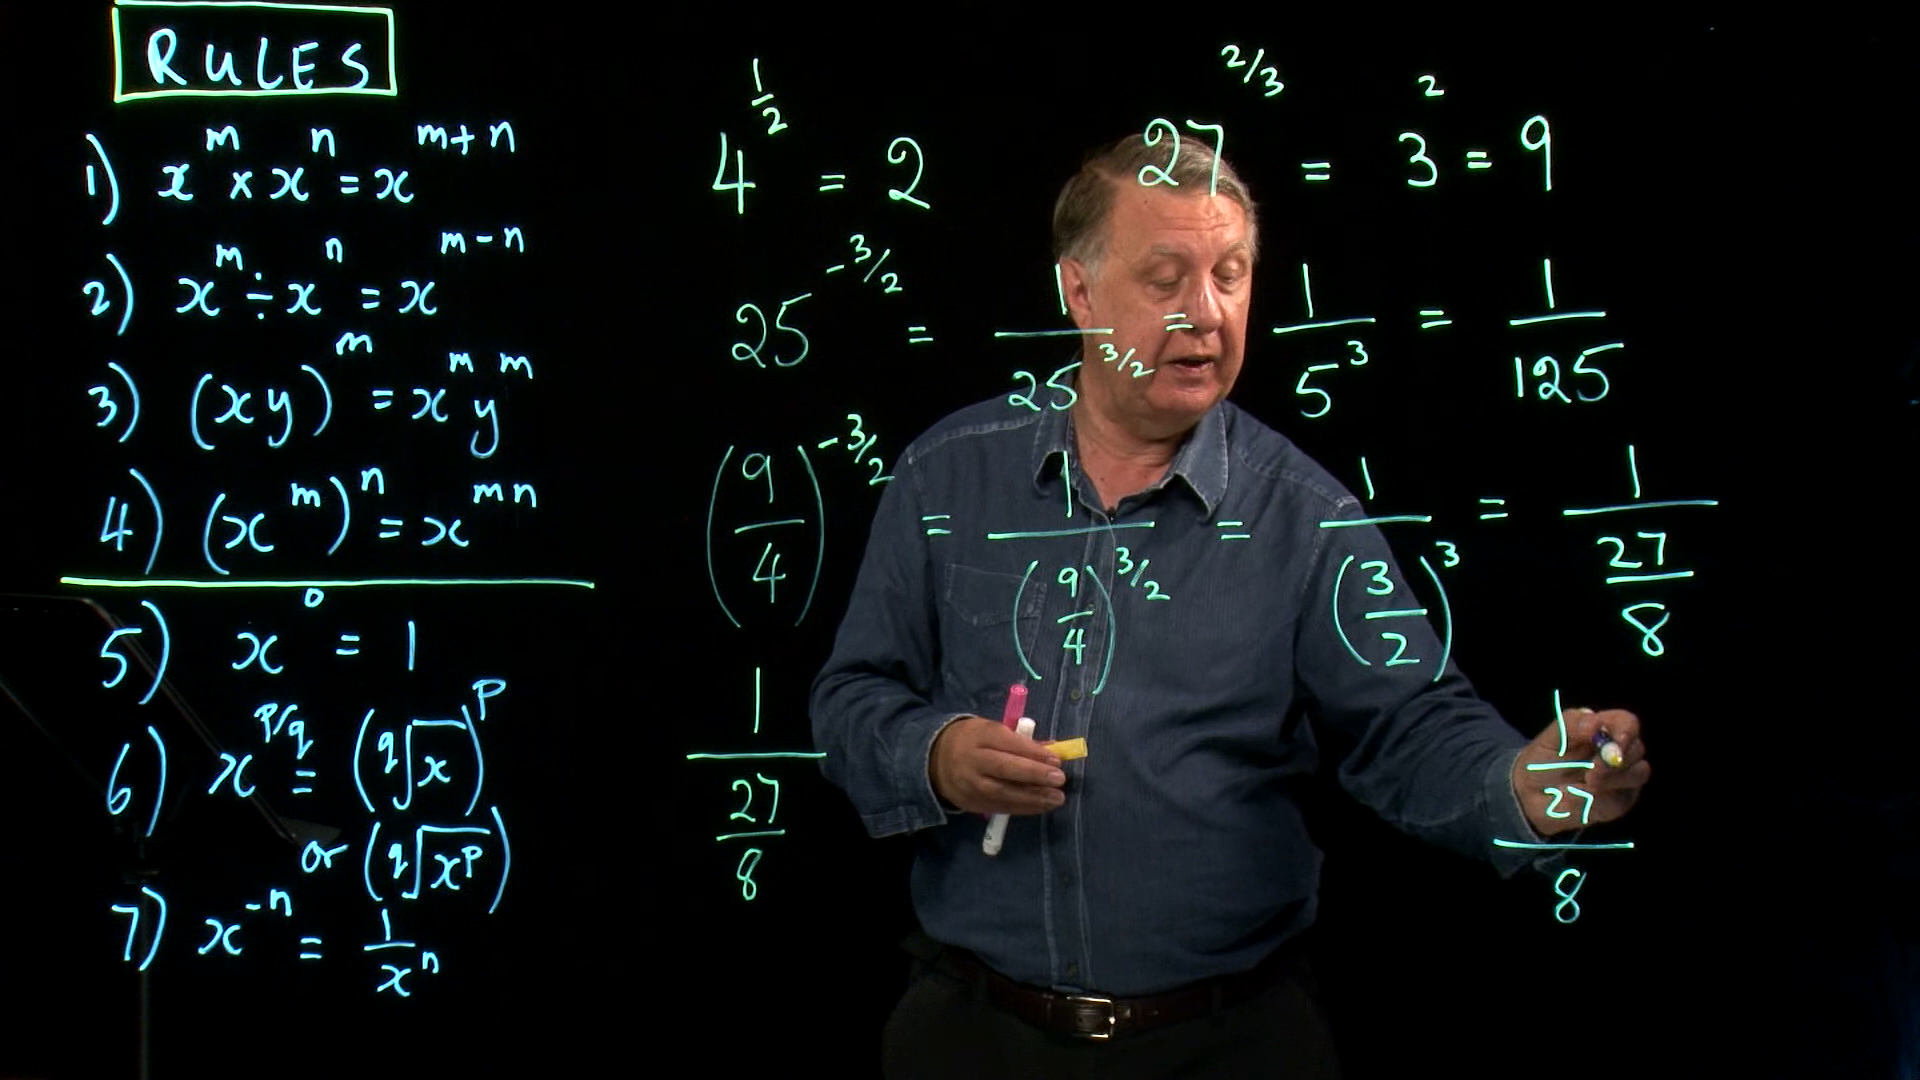 RULES
1) x^m × x^n = x^(m+n)
2) x^m ÷ x^n = x^(m-n)
3) (xy)^m = x^m y^m
4) (x^m)^n = x^(mn)
5) x^0 = 1
6) x^(p/q) = (q√x)^p
or (q√x^p)
7) x^(-n) = 1/x^n
4^(1/2) = 2
27^(2/3) = 3^2 = 9
25^(-3/2) = 1/25^(3/2) = 1/5^3 = 1/125
(9/4)^(-3/2) = 1/(9/4)^(3/2) = 1/(3/2)^3 = 1/(27/8)
1/(27/8)
(1/27)/8